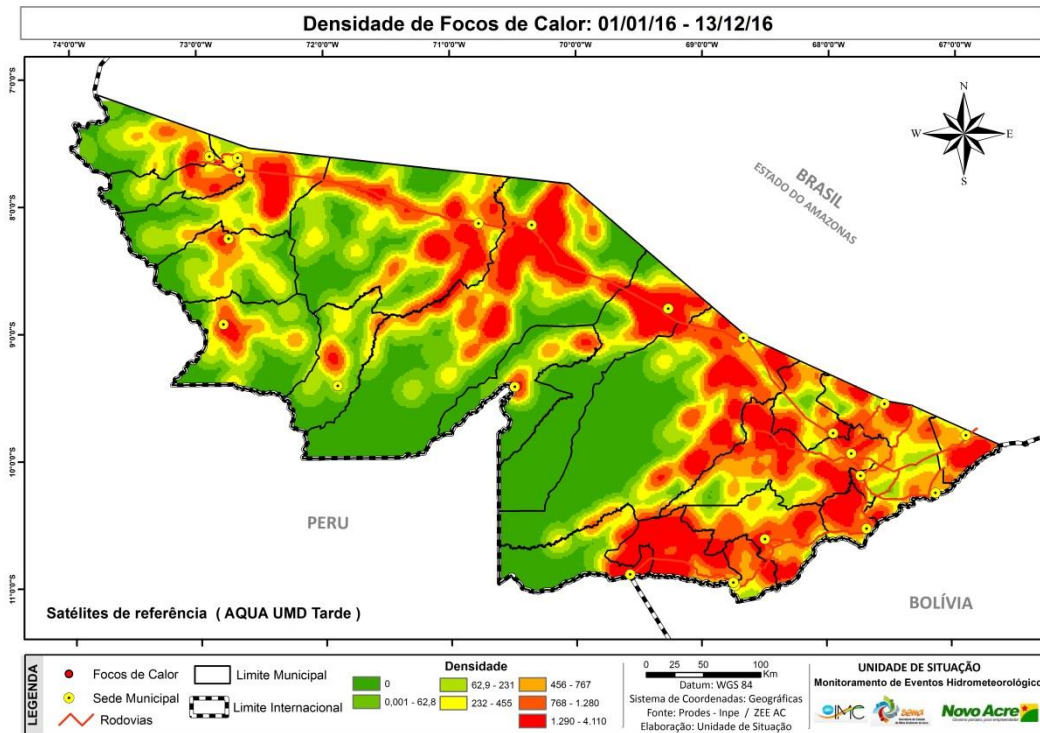 Densidade de Focos de Calor: 01/01/16 - 13/12/16
74°0'0"O 73°0'0"O 72°0'0"O 71°0'0"O 70°0'0"O 69°0'0"O 68°0'0"O 67°0'0"O
7°0'0"S
8°0'0"S
9°0'0"S
10°0'0"S
11°0'0"S
N
W E
S
BRASIL
ESTADO DO AMAZONAS
PERU
BOLÍVIA
Satélites de referência ( AQUA UMD Tarde )
LEGENDA
Focos de Calor
Sede Municipal
Rodovias
Limite Municipal
Limite Internacional
Densidade
0
0,001 - 62,8
62,9 - 231
232 - 455
456 - 767
768 - 1.280
1.290 - 4.110
0 25 50 100
Km
Datum: WGS 84
Sistema de Coordenadas: Geográficas
Fonte: Prodes - Inpe / ZEE AC
Elaboração: Unidade de Situação
UNIDADE DE SITUAÇÃO
Monitoramento de Eventos Hidrometeorológicos
IMC
sema
Novo Acre